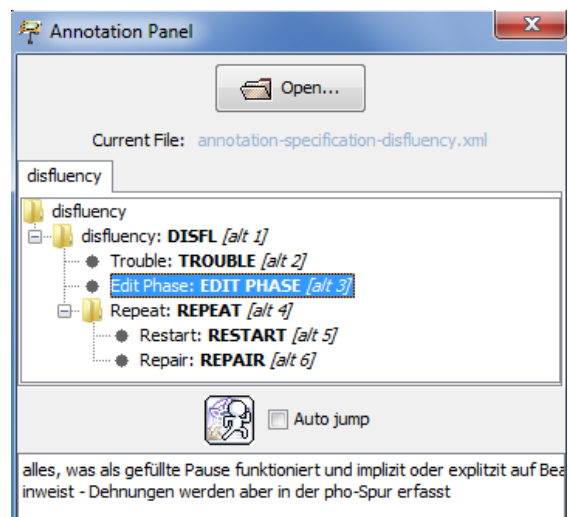 Annotation Panel
Open...
Current File: annotation-specification-disfluency.xml
disfluency
disfluency
disfluency: DISFL [alt 1]
Trouble: TROUBLE [alt 2]
Edit Phase: EDIT PHASE [alt 3]
Repeat: REPEAT [alt 4]
Restart: RESTART [alt 5]
Repair: REPAIR [alt 6]
Auto jump
alles, was als gefüllte Pause funktioniert und implizit oder explitzit auf Bea
inweist - Dehnungen werden aber in der pho-Spur erfasst